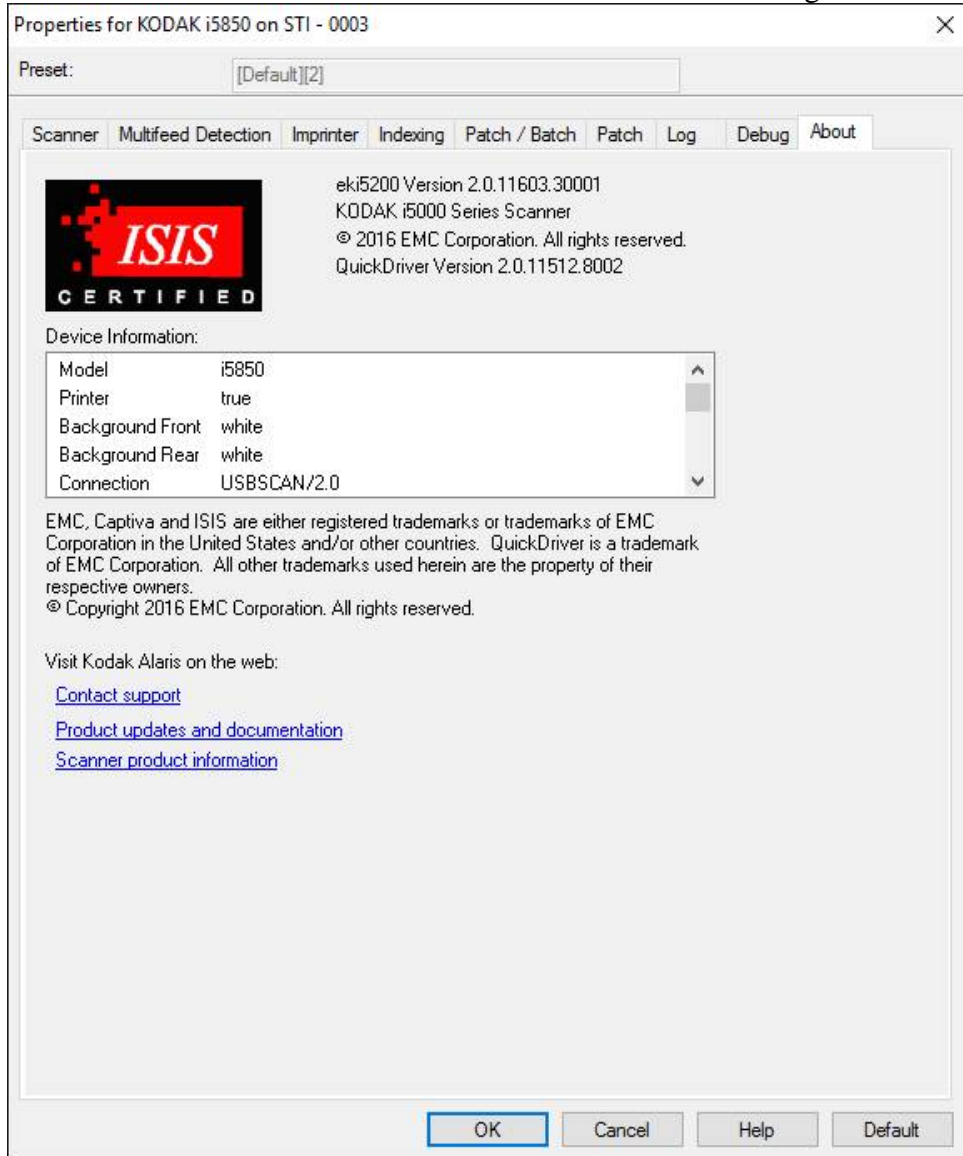 Properties for KODAK i5850 on STI - 0003
Preset: [Default][2]
Scanner Multifeed Detection Imprinter Indexing Patch / Batch Patch Log Debug About
ISIS
CERTIFIED
eki5200 Version 2.0.11603.30001
KODAK i5000 Series Scanner
© 2016 EMC Corporation. All rights reserved.
QuickDriver Version 2.0.11512.8002
Device Information:
Model i5850
Printer true
Background Front white
Background Rear white
Connection USBSCAN/2.0
EMC, Captiva and ISIS are either registered trademarks or trademarks of EMC
Corporation in the United States and/or other countries. QuickDriver is a trademark
of EMC Corporation. All other trademarks used herein are the property of their
respective owners.
© Copyright 2016 EMC Corporation. All rights reserved.
Visit Kodak Alaris on the web:
Contact support
Product updates and documentation
Scanner product information
OK Cancel Help Default